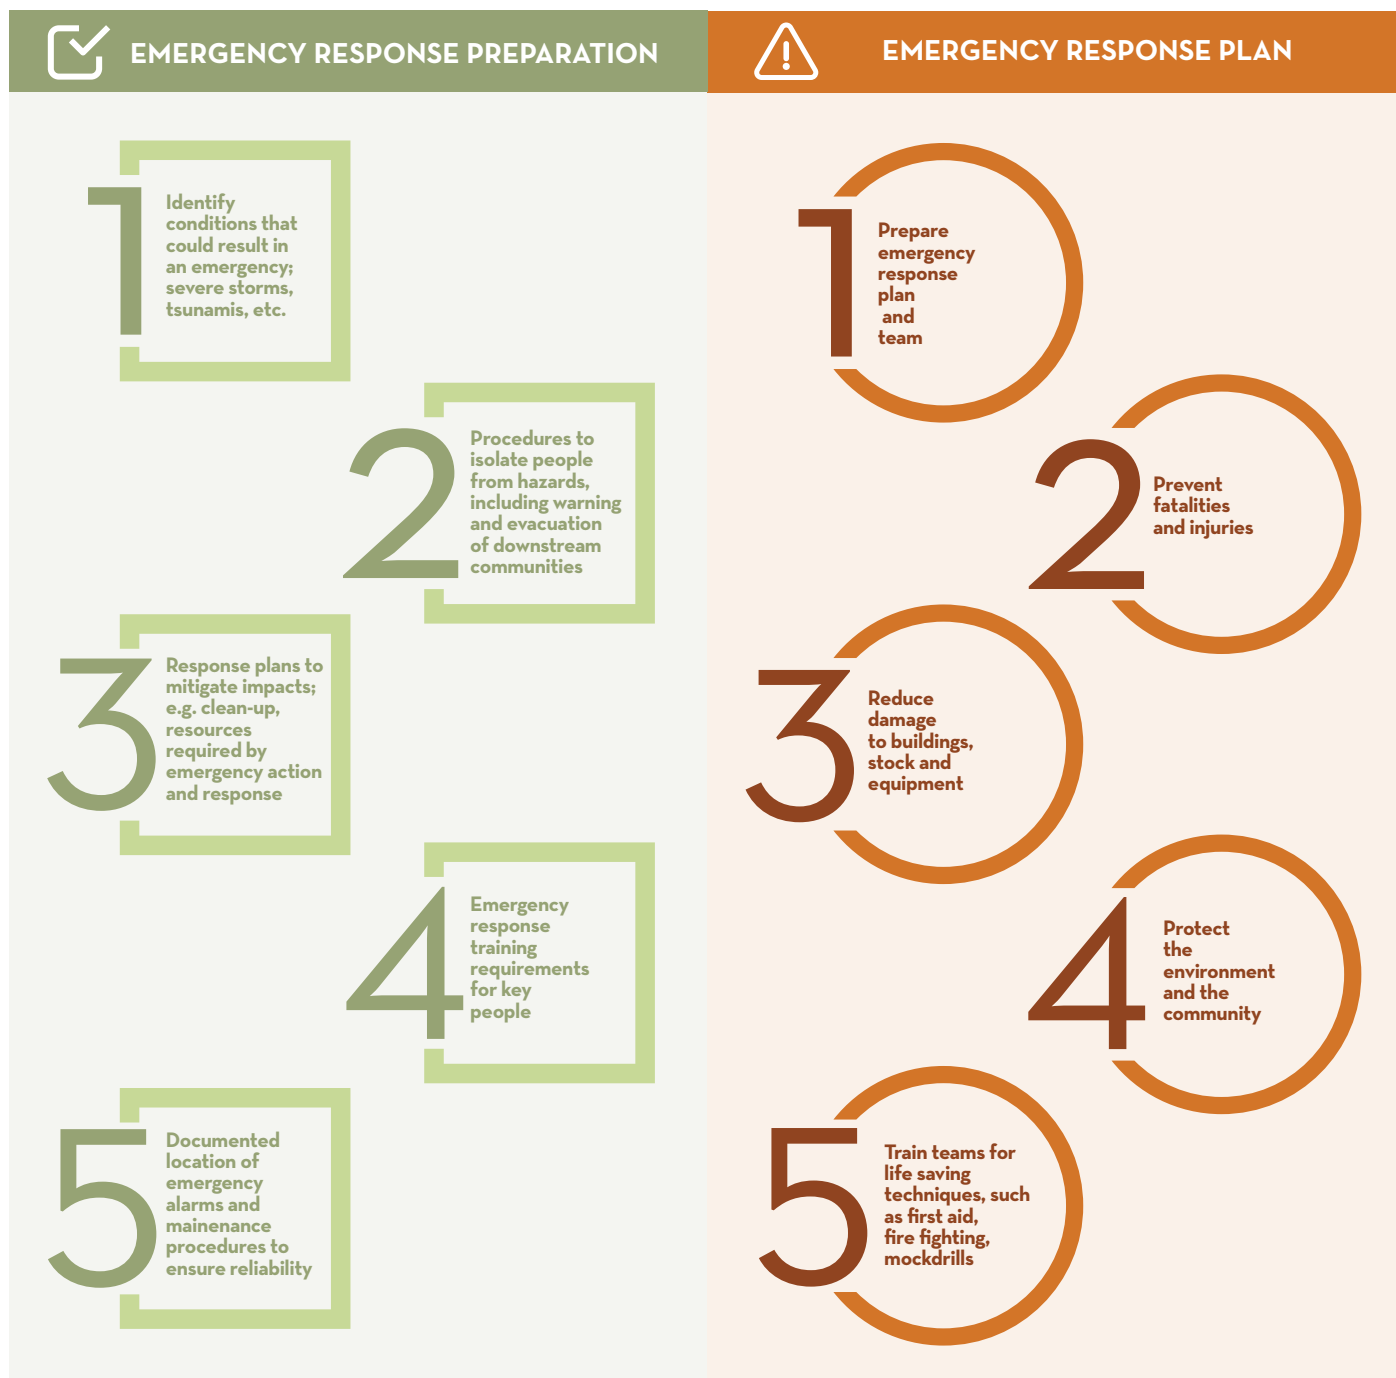 EMERGENCY RESPONSE PREPARATION
1
Identify
conditions that
could result in
an emergency;
severe storms,
tsunamis, etc.
2
Procedures to
isolate people
from hazards,
including warning
and evacuation
of downstream
communities
3
Response plans to
mitigate impacts;
e.g. clean-up,
resources
required by
emergency action
and response
4
Emergency
response
training
requirements
for key
people
5
Documented
location of
emergency
alarms and
mainenance
procedures to
ensure reliability
EMERGENCY RESPONSE PLAN
1
Prepare
emergency
response
plan
and
team
2
Prevent
fatalities
and injuries
3
Reduce
damage
to buildings,
stock and
equipment
4
Protect
the
environment
and the
community
5
Train teams for
life saving
techniques, such
as first aid,
fire fighting,
mockdrills